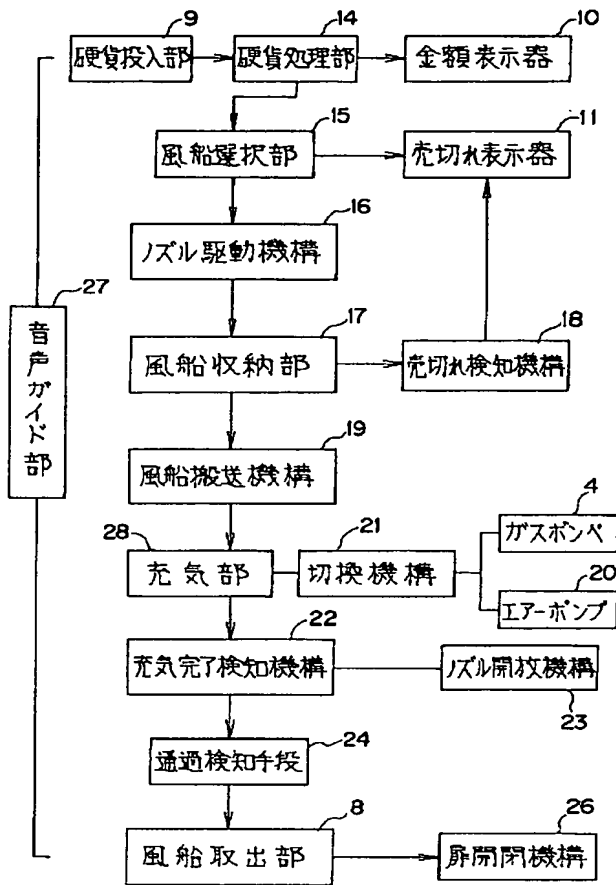 9
14
10
硬貨投入部
硬貨処理部
金額表示器
15
11
風船選択部
売切れ表示器
16
ノズル駆動機構
27
音声ガイド部
17
18
風船収納部
売切れ検知機構
19
風船搬送機構
4
ガスボンベ
28
21
充気部
切換機構
20
エアーポンプ
22
充気完了検知機構
ノズル開放機構
23
24
通過検知手段
8
26
風船取出部
扉開閉機構